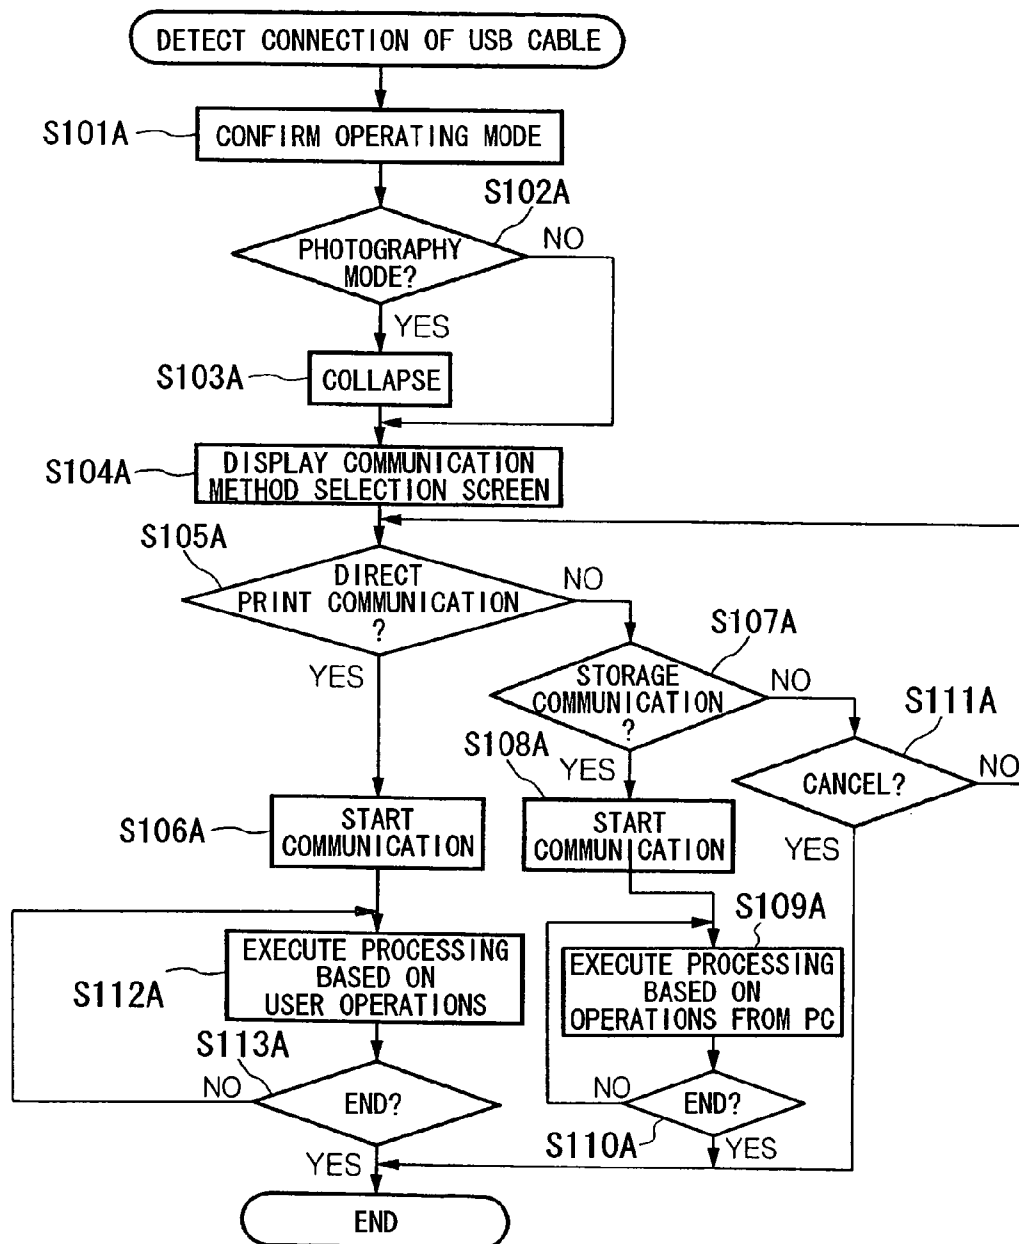 DETECT CONNECTION OF USB CABLE
S101A
CONFIRM OPERATING MODE
S102A
PHOTOGRAPHY
MODE?
NO
YES
S103A
COLLAPSE
S104A
DISPLAY COMMUNICATION
METHOD SELECTION SCREEN
S105A
DIRECT
PRINT COMMUNICATION
?
NO
YES
S107A
STORAGE
COMMUNICATION
?
NO
YES
S111A
CANCEL?
NO
YES
S106A
START
COMMUNICATION
S108A
START
COMMUNICATION
S112A
EXECUTE PROCESSING
BASED ON
USER OPERATIONS
S109A
EXECUTE PROCESSING
BASED ON
OPERATIONS FROM PC
S113A
END?
NO
YES
S110A
END?
NO
YES
END